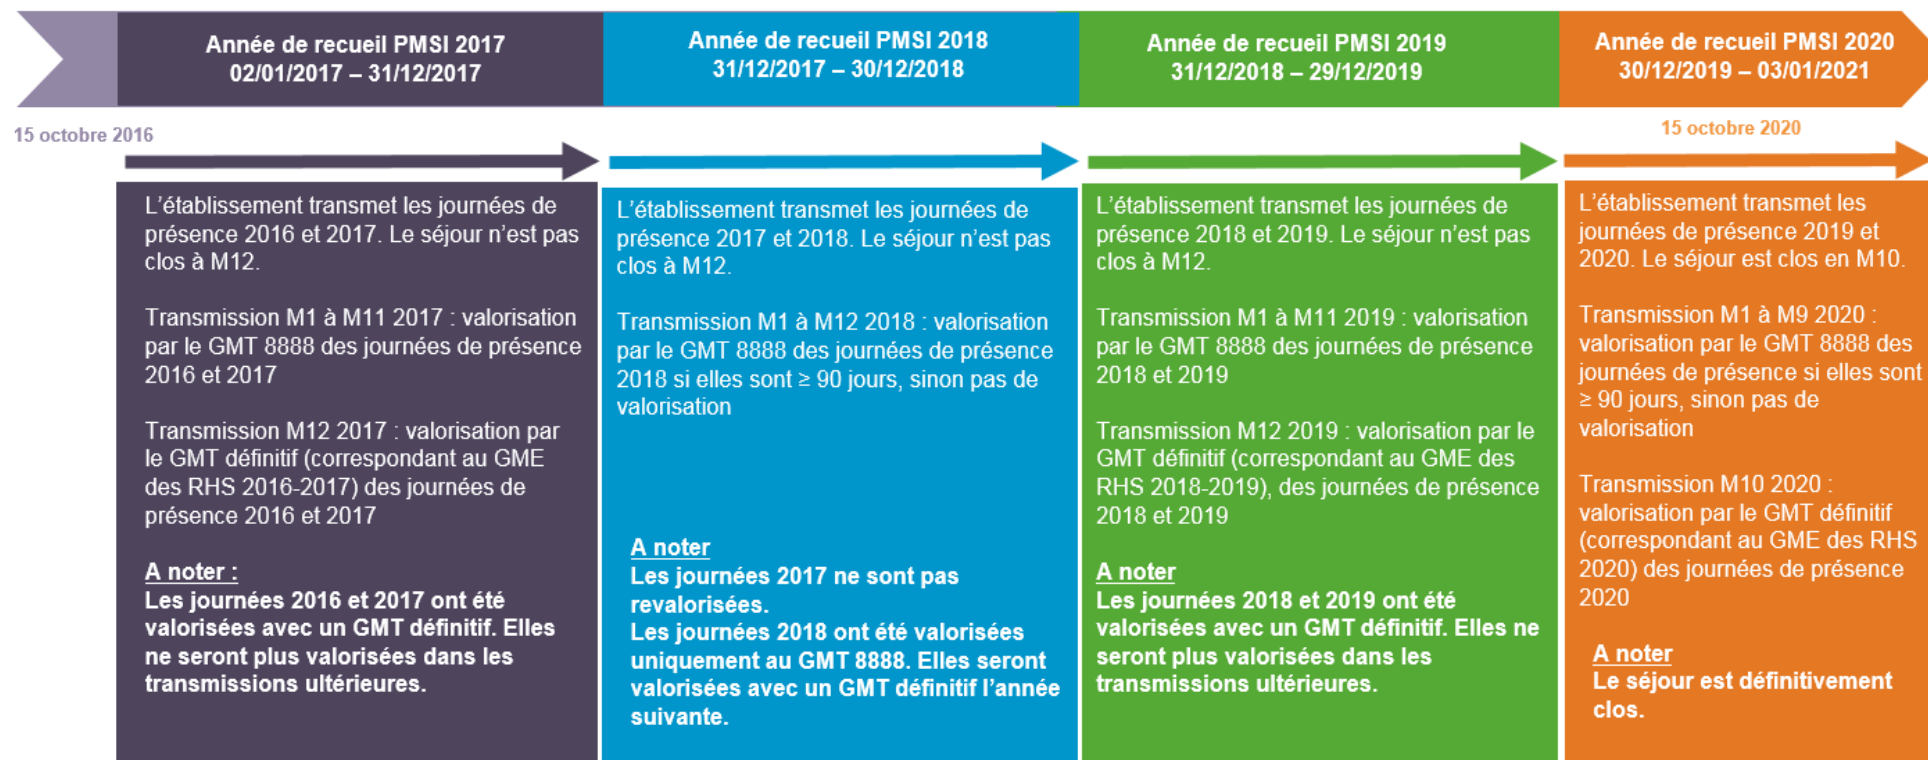 Année de recueil PMSI 2017
02/01/2017 – 31/12/2017
Année de recueil PMSI 2018
31/12/2017 – 30/12/2018
Année de recueil PMSI 2019
31/12/2018 – 29/12/2019
Année de recueil PMSI 2020
30/12/2019 – 03/01/2021
15 octobre 2016
15 octobre 2020
L’établissement transmet les journées de
présence 2016 et 2017. Le séjour n’est pas
clos à M12.
Transmission M1 à M11 2017 : valorisation
par le GMT 8888 des journées de présence
2016 et 2017
Transmission M12 2017 : valorisation par
le GMT définitif (correspondant au GME
des RHS 2016-2017) des journées de
présence 2016 et 2017
A noter :
Les journées 2016 et 2017 ont été
valorisées avec un GMT définitif. Elles
ne seront plus valorisées dans les
transmissions ultérieures.
L’établissement transmet les journées de
présence 2017 et 2018. Le séjour n’est pas
clos à M12.
Transmission M1 à M12 2018 : valorisation
par le GMT 8888 des journées de présence
2018 si elles sont ≥ 90 jours, sinon pas de
valorisation
A noter
Les journées 2017 ne sont pas
revalorisées.
Les journées 2018 ont été valorisées
uniquement au GMT 8888. Elles seront
valorisées avec un GMT définitif l’année
suivante.
L’établissement transmet les journées de
présence 2018 et 2019. Le séjour n’est pas
clos à M12.
Transmission M1 à M11 2019 : valorisation
par le GMT 8888 des journées de présence
2018 et 2019
Transmission M12 2019 : valorisation par le
GMT définitif (correspondant au GME des
RHS 2018-2019), des journées de présence
2018 et 2019
A noter
Les journées 2018 et 2019 ont été
valorisées avec un GMT définitif. Elles ne
seront plus valorisées dans les
transmissions ultérieures.
L’établissement transmet les
journées de présence 2019 et
2020. Le séjour est clos en M10.
Transmission M1 à M9 2020 :
valorisation par le GMT 8888 des
journées de présence si elles sont
≥ 90 jours, sinon pas de
valorisation
Transmission M10 2020 :
valorisation par le GMT définitif
(correspondant au GME des RHS
2020) des journées de présence
2020
A noter
Le séjour est définitivement
clos.